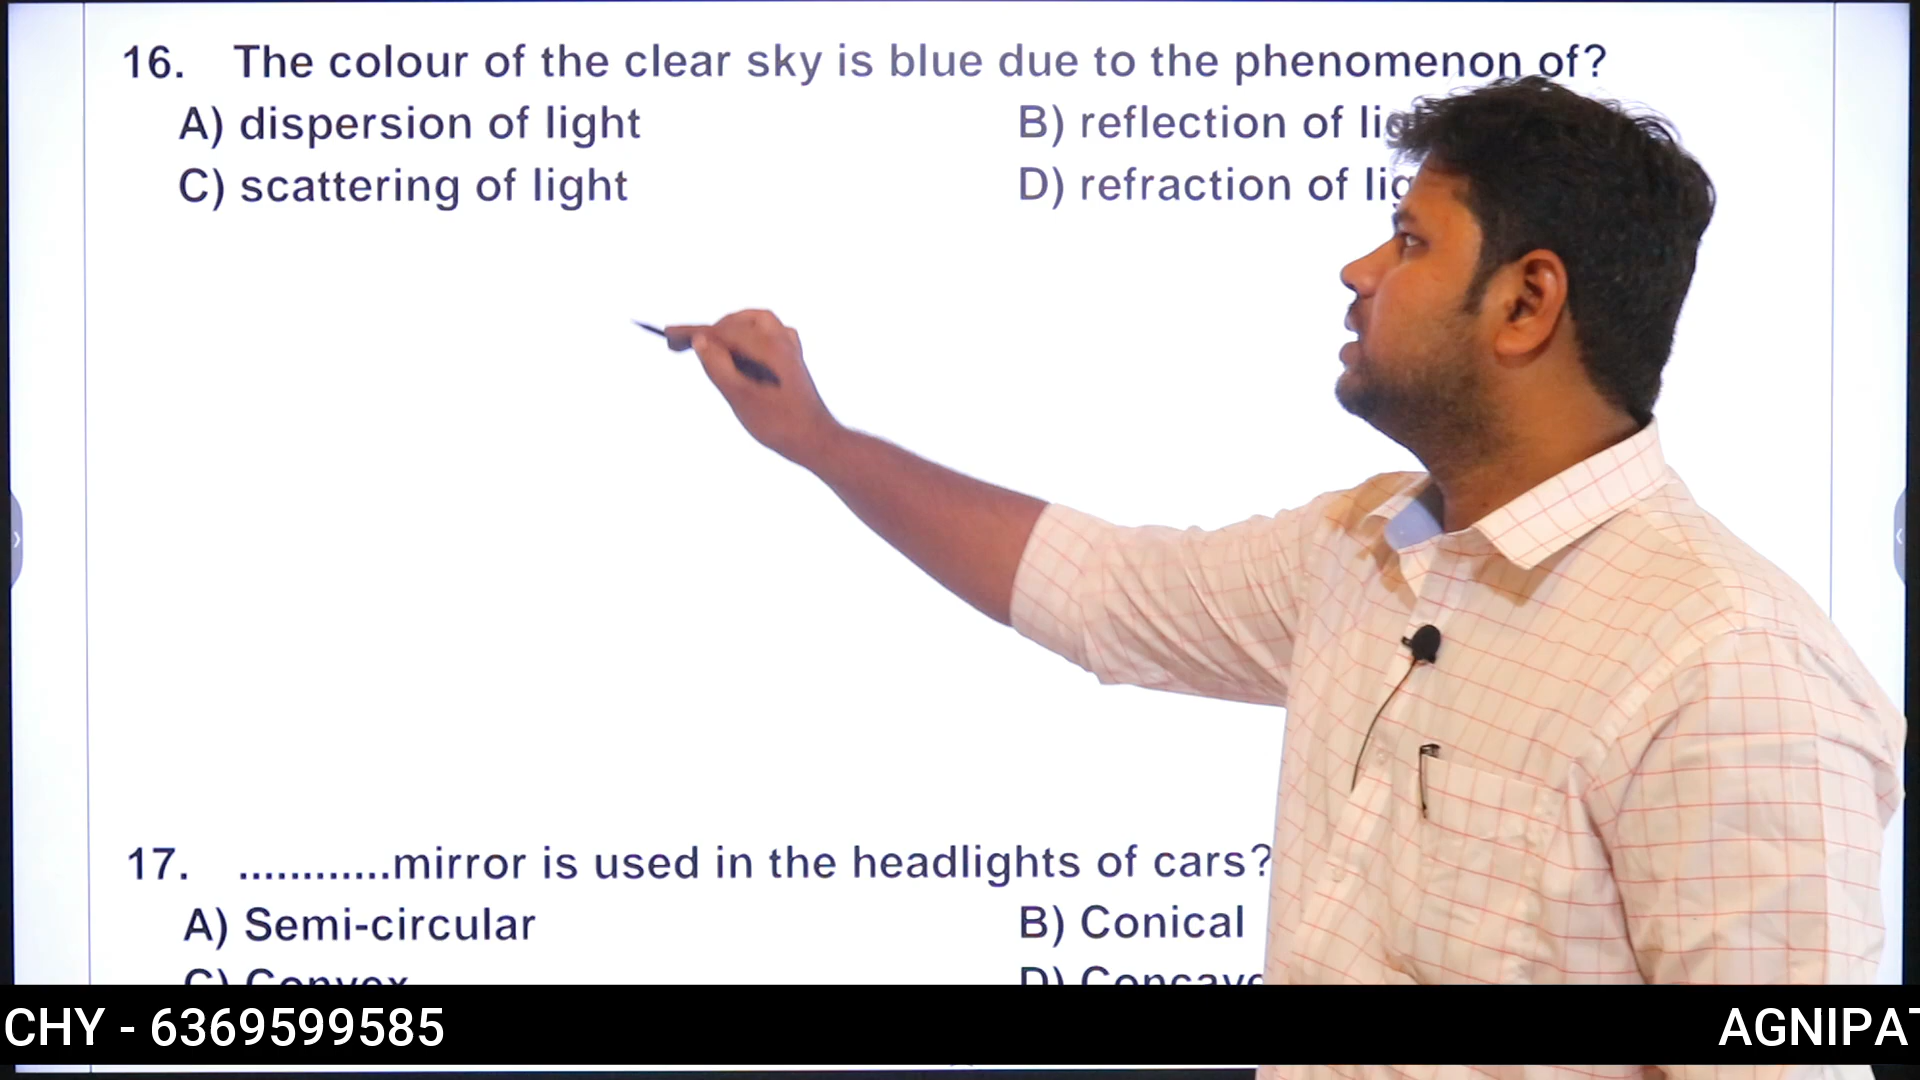 16. The colour of the clear sky is blue due to the phenomenon of?
A) dispersion of light
B) reflection of
C) scattering of light
D) refraction of
17. ............mirror is used in the headlights of cars?
A) Semi-circular
B) Conical
C) Convex
D) Concave
CHY - 6369599585
AGNIPAT